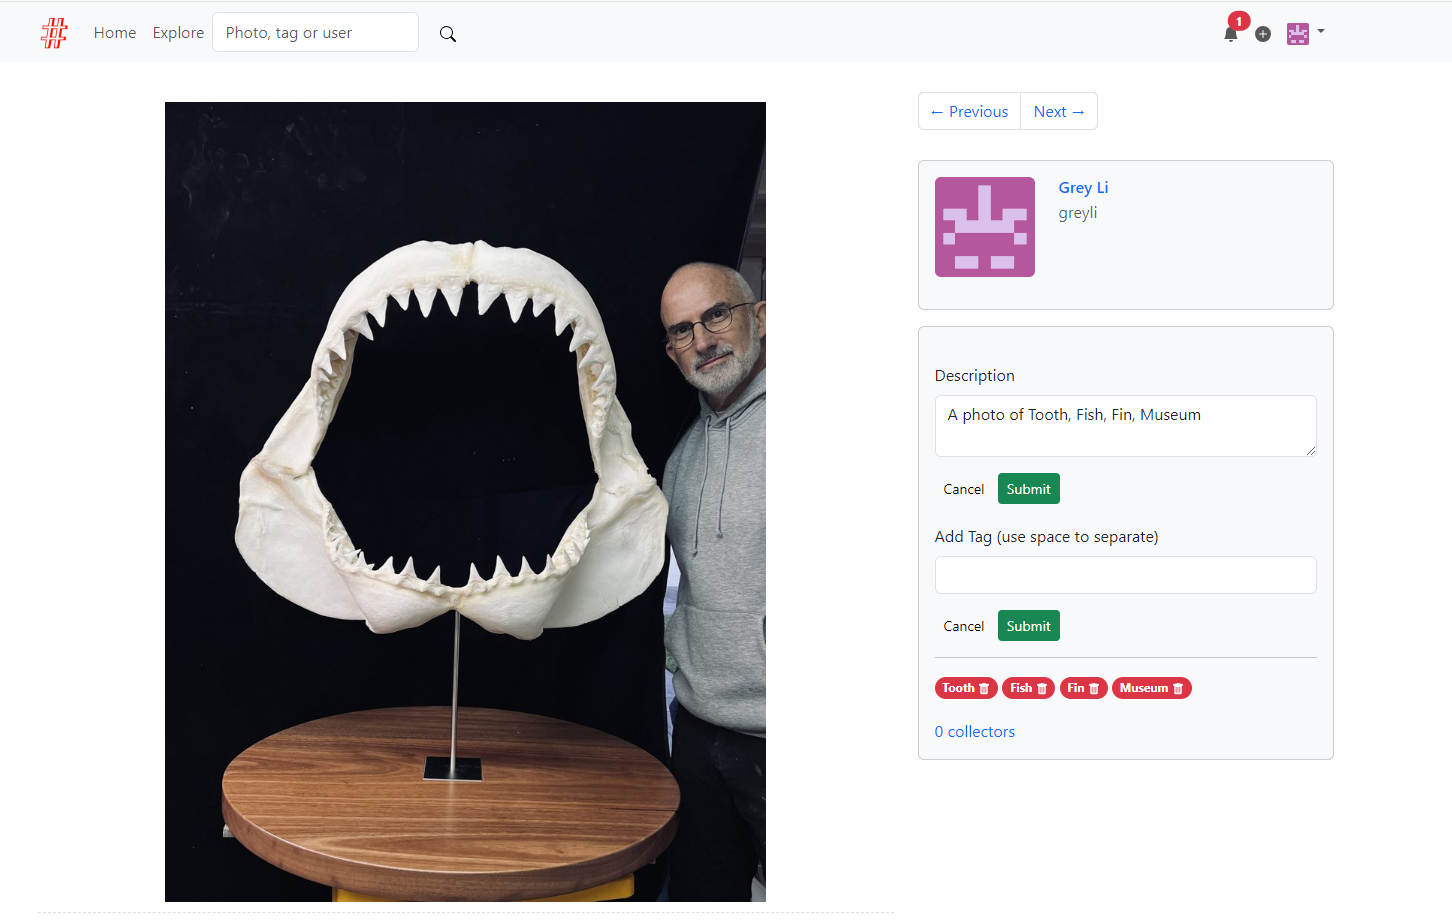 Home Explore Photo, tag or user 1
← Previous Next →
Grey Li
greyli
Description
A photo of Tooth, Fish, Fin, Museum
Cancel Submit
Add Tag (use space to separate)
Cancel Submit
Tooth Fish Fin Museum
0 collectors